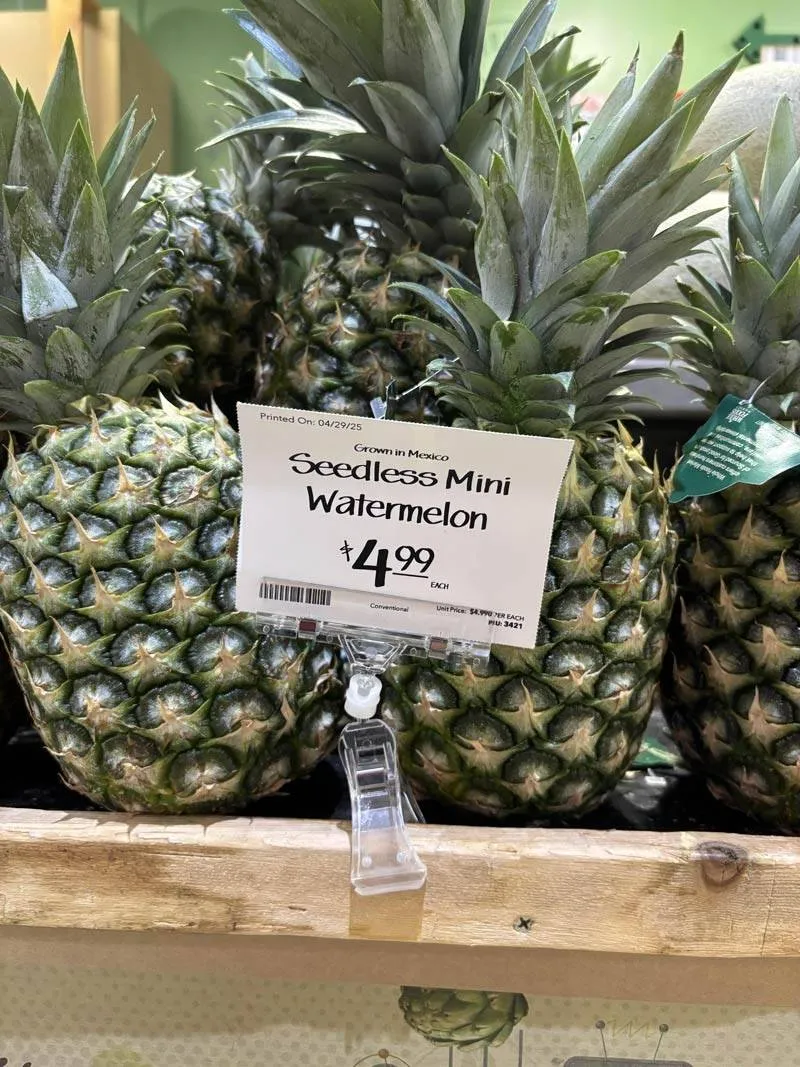 Printed On: 04/29/25
Grown in Mexico
Seedless Mini
Watermelon
$4.99
EACH
Conventional
Unit Price: $4.990 PER EACH
PLU: 3421